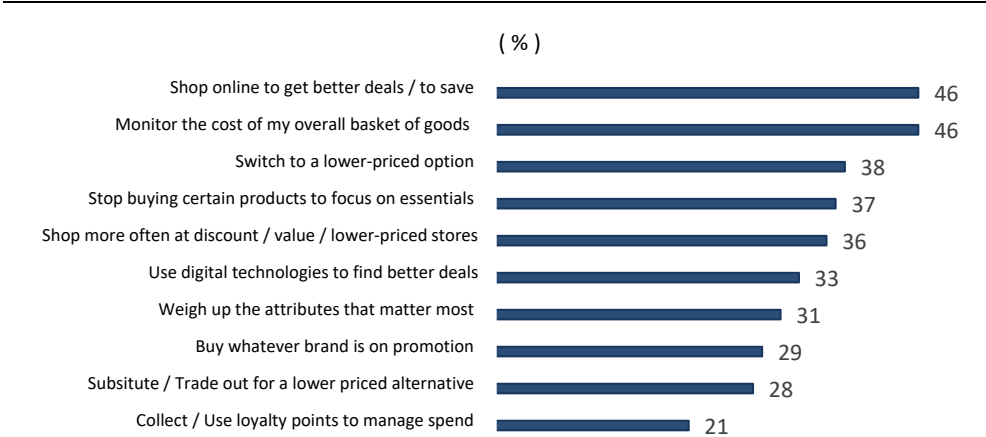 ( % )
Shop online to get better deals / to save 46
Monitor the cost of my overall basket of goods 46
Switch to a lower-priced option 38
Stop buying certain products to focus on essentials 37
Shop more often at discount / value / lower-priced stores 36
Use digital technologies to find better deals 33
Weigh up the attributes that matter most 31
Buy whatever brand is on promotion 29
Subsitute / Trade out for a lower priced alternative 28
Collect / Use loyalty points to manage spend 21